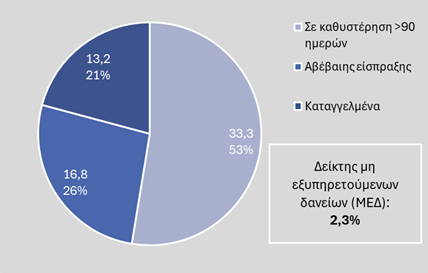 Σε καθυστέρηση >90
ημερών
Αβέβαιης είσπραξης
Καταγγελμένα
13,2
21%
33,3
53%
16,8
26%
Δείκτης μη
εξυπηρετούμενων
δανείων (ΜΕΔ):
2,3%